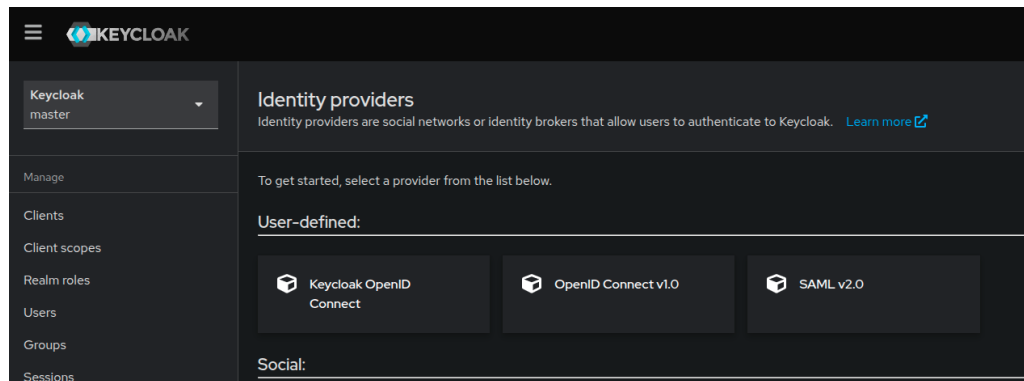 KEYCLOAK
Keycloak
master
Manage
Clients
Client scopes
Realm roles
Users
Groups
Sessions
Identity providers
Identity providers are social networks or identity brokers that allow users to authenticate to Keycloak. Learn more
To get started, select a provider from the list below.
User-defined:
Keycloak OpenID
Connect
OpenID Connect v1.0
SAML v2.0
Social: